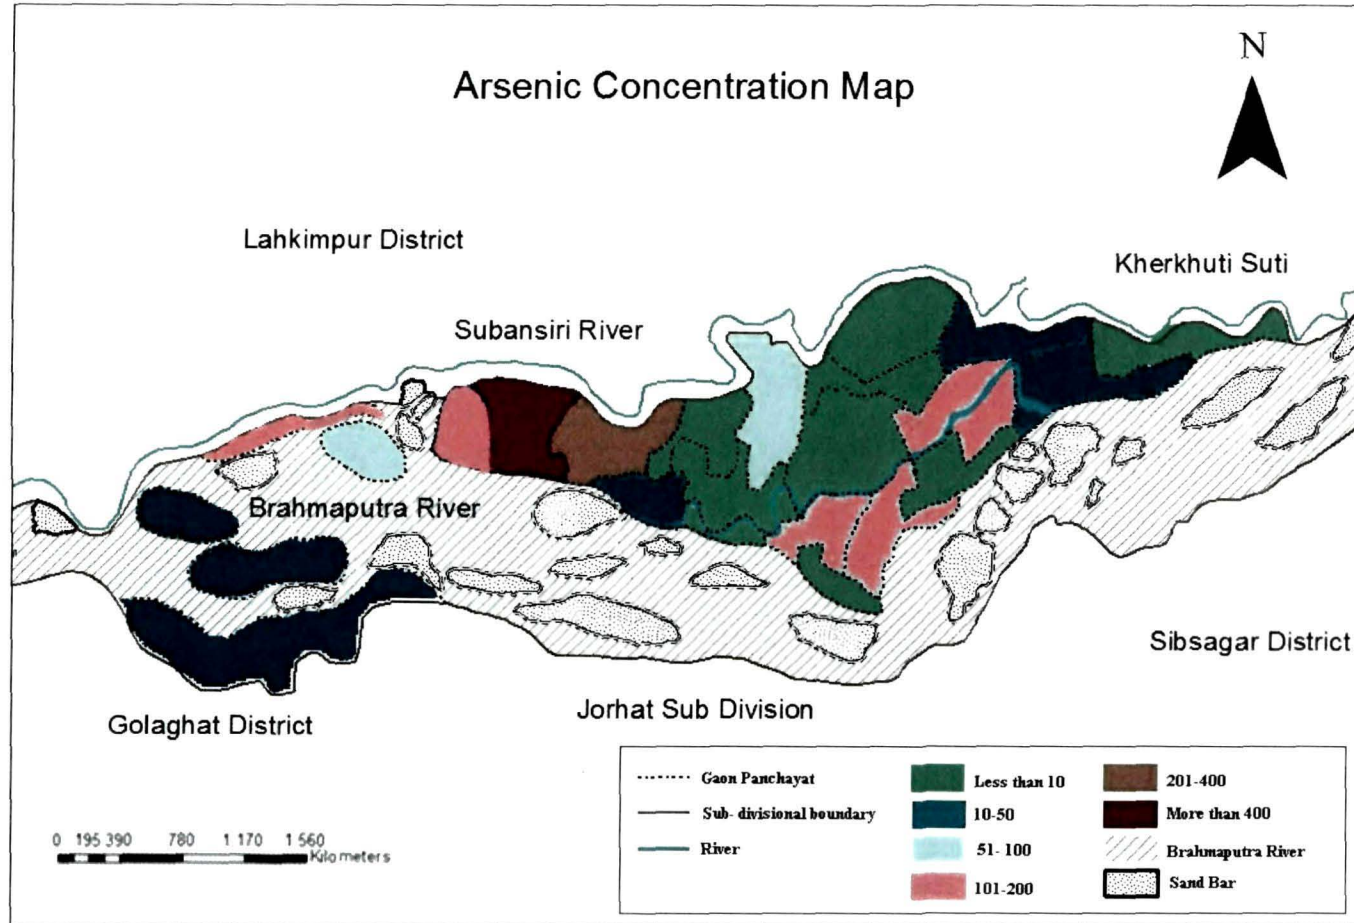 N
Arsenic Concentration Map
Lahkimpur District
Kherkhuti Suti
Subansiri River
Brahmaputra River
Sibsagar District
Jorhat Sub Division
Golaghat District
Gaon Panchayat
Sub- divisional boundary
River
Less than 10
10-50
51- 100
101-200
201-400
More than 400
Brahmaputra River
Sand Bar
0 195 390 780 1 170 1 560
Kilometers